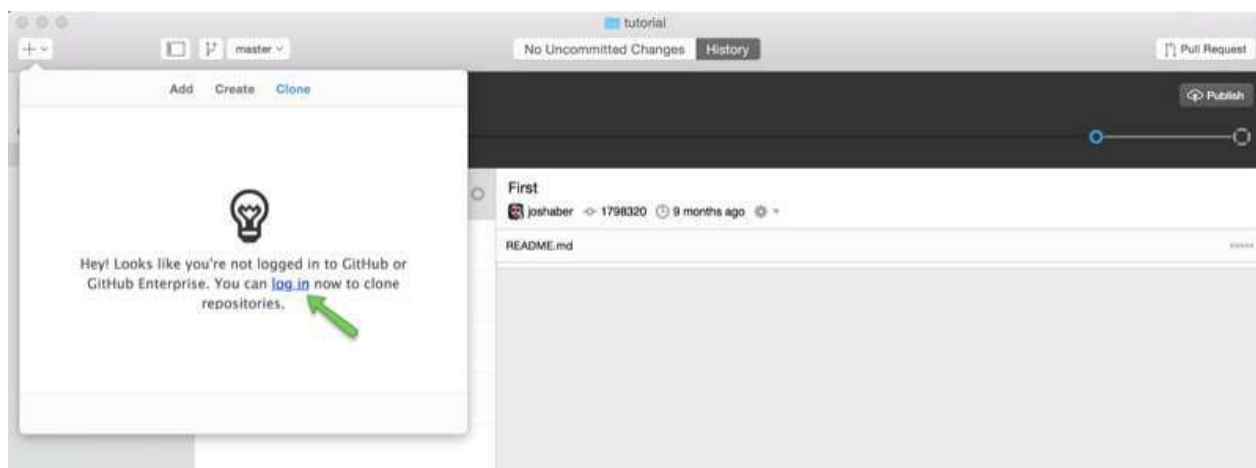 tutorial
master
No Uncommitted Changes History
Pull Request
Add Create Clone
Publish
Hey! Looks like you're not logged in to GitHub or
GitHub Enterprise. You can log in now to clone
repositories.
First
joshaber 1798320 9 months ago
README.md